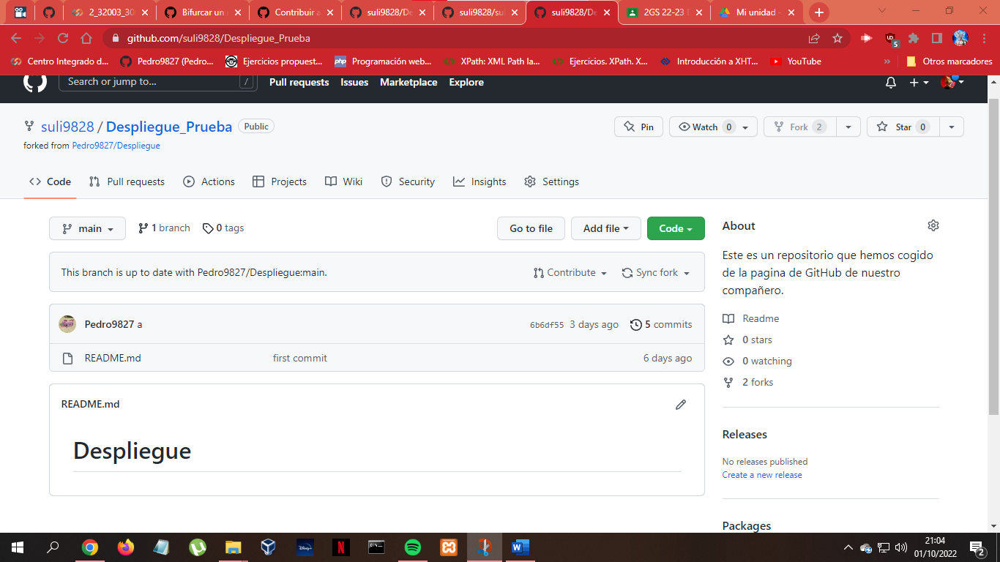 2_32003_30
Bifurcar un
Contribuir a
suli9828/De
suli9828/su
suli9828/De
2GS 22-23
Mi unidad -
github.com/suli9828/Despliegue_Prueba
5
Centro Integrado d...
Pedro9827 (Pedro...
Ejercicios propuest...
php
Programación web...
XPath: XML Path la...
Ejercicios. XPath. X...
Introducción a XHT...
YouTube
»
Otros marcadores
Search or jump to...
/
Pull requests
Issues
Marketplace
Explore
suli9828 / Despliegue_Prueba
Public
Pin
Watch 0
Fork 2
Star 0
forked from Pedro9827/Despliegue
Code
Pull requests
Actions
Projects
Wiki
Security
Insights
Settings
main
1 branch
0 tags
Go to file
Add file
Code
This branch is up to date with Pedro9827/Despliegue:main.
Contribute
Sync fork
Pedro9827 a
6b6df55 3 days ago
5 commits
README.md
first commit
6 days ago
README.md
Despliegue
About
Este es un repositorio que hemos cogido
de la pagina de GitHub de nuestro
compañero.
Readme
0 stars
0 watching
2 forks
Releases
No releases published
Create a new release
Packages
21:04
01/10/2022
2